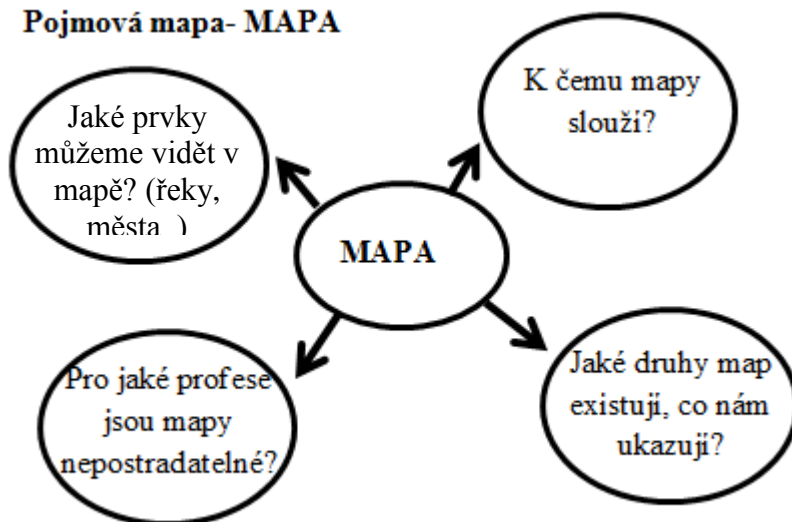 Pojmová mapa- MAPA
Jaké prvky
můžeme vidět v
mapě? (řeky,
města..)
K čemu mapy
slouží?
MAPA
Pro jaké profese
jsou mapy
nepostradatelné?
Jaké druhy map
existují, co nám
ukazují?